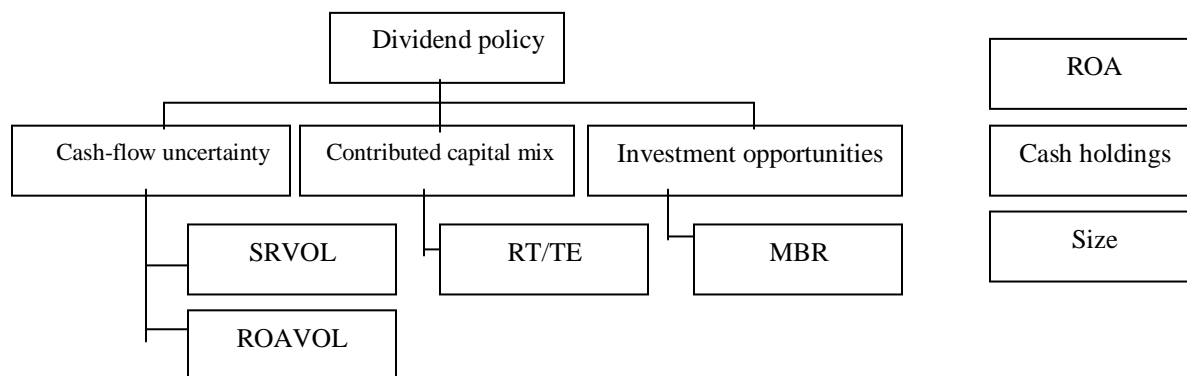 Dividend policy
Cash-flow uncertainty
Contributed capital mix
Investment opportunities
SRVOL
RT/TE
MBR
ROAVOL
ROA
Cash holdings
Size